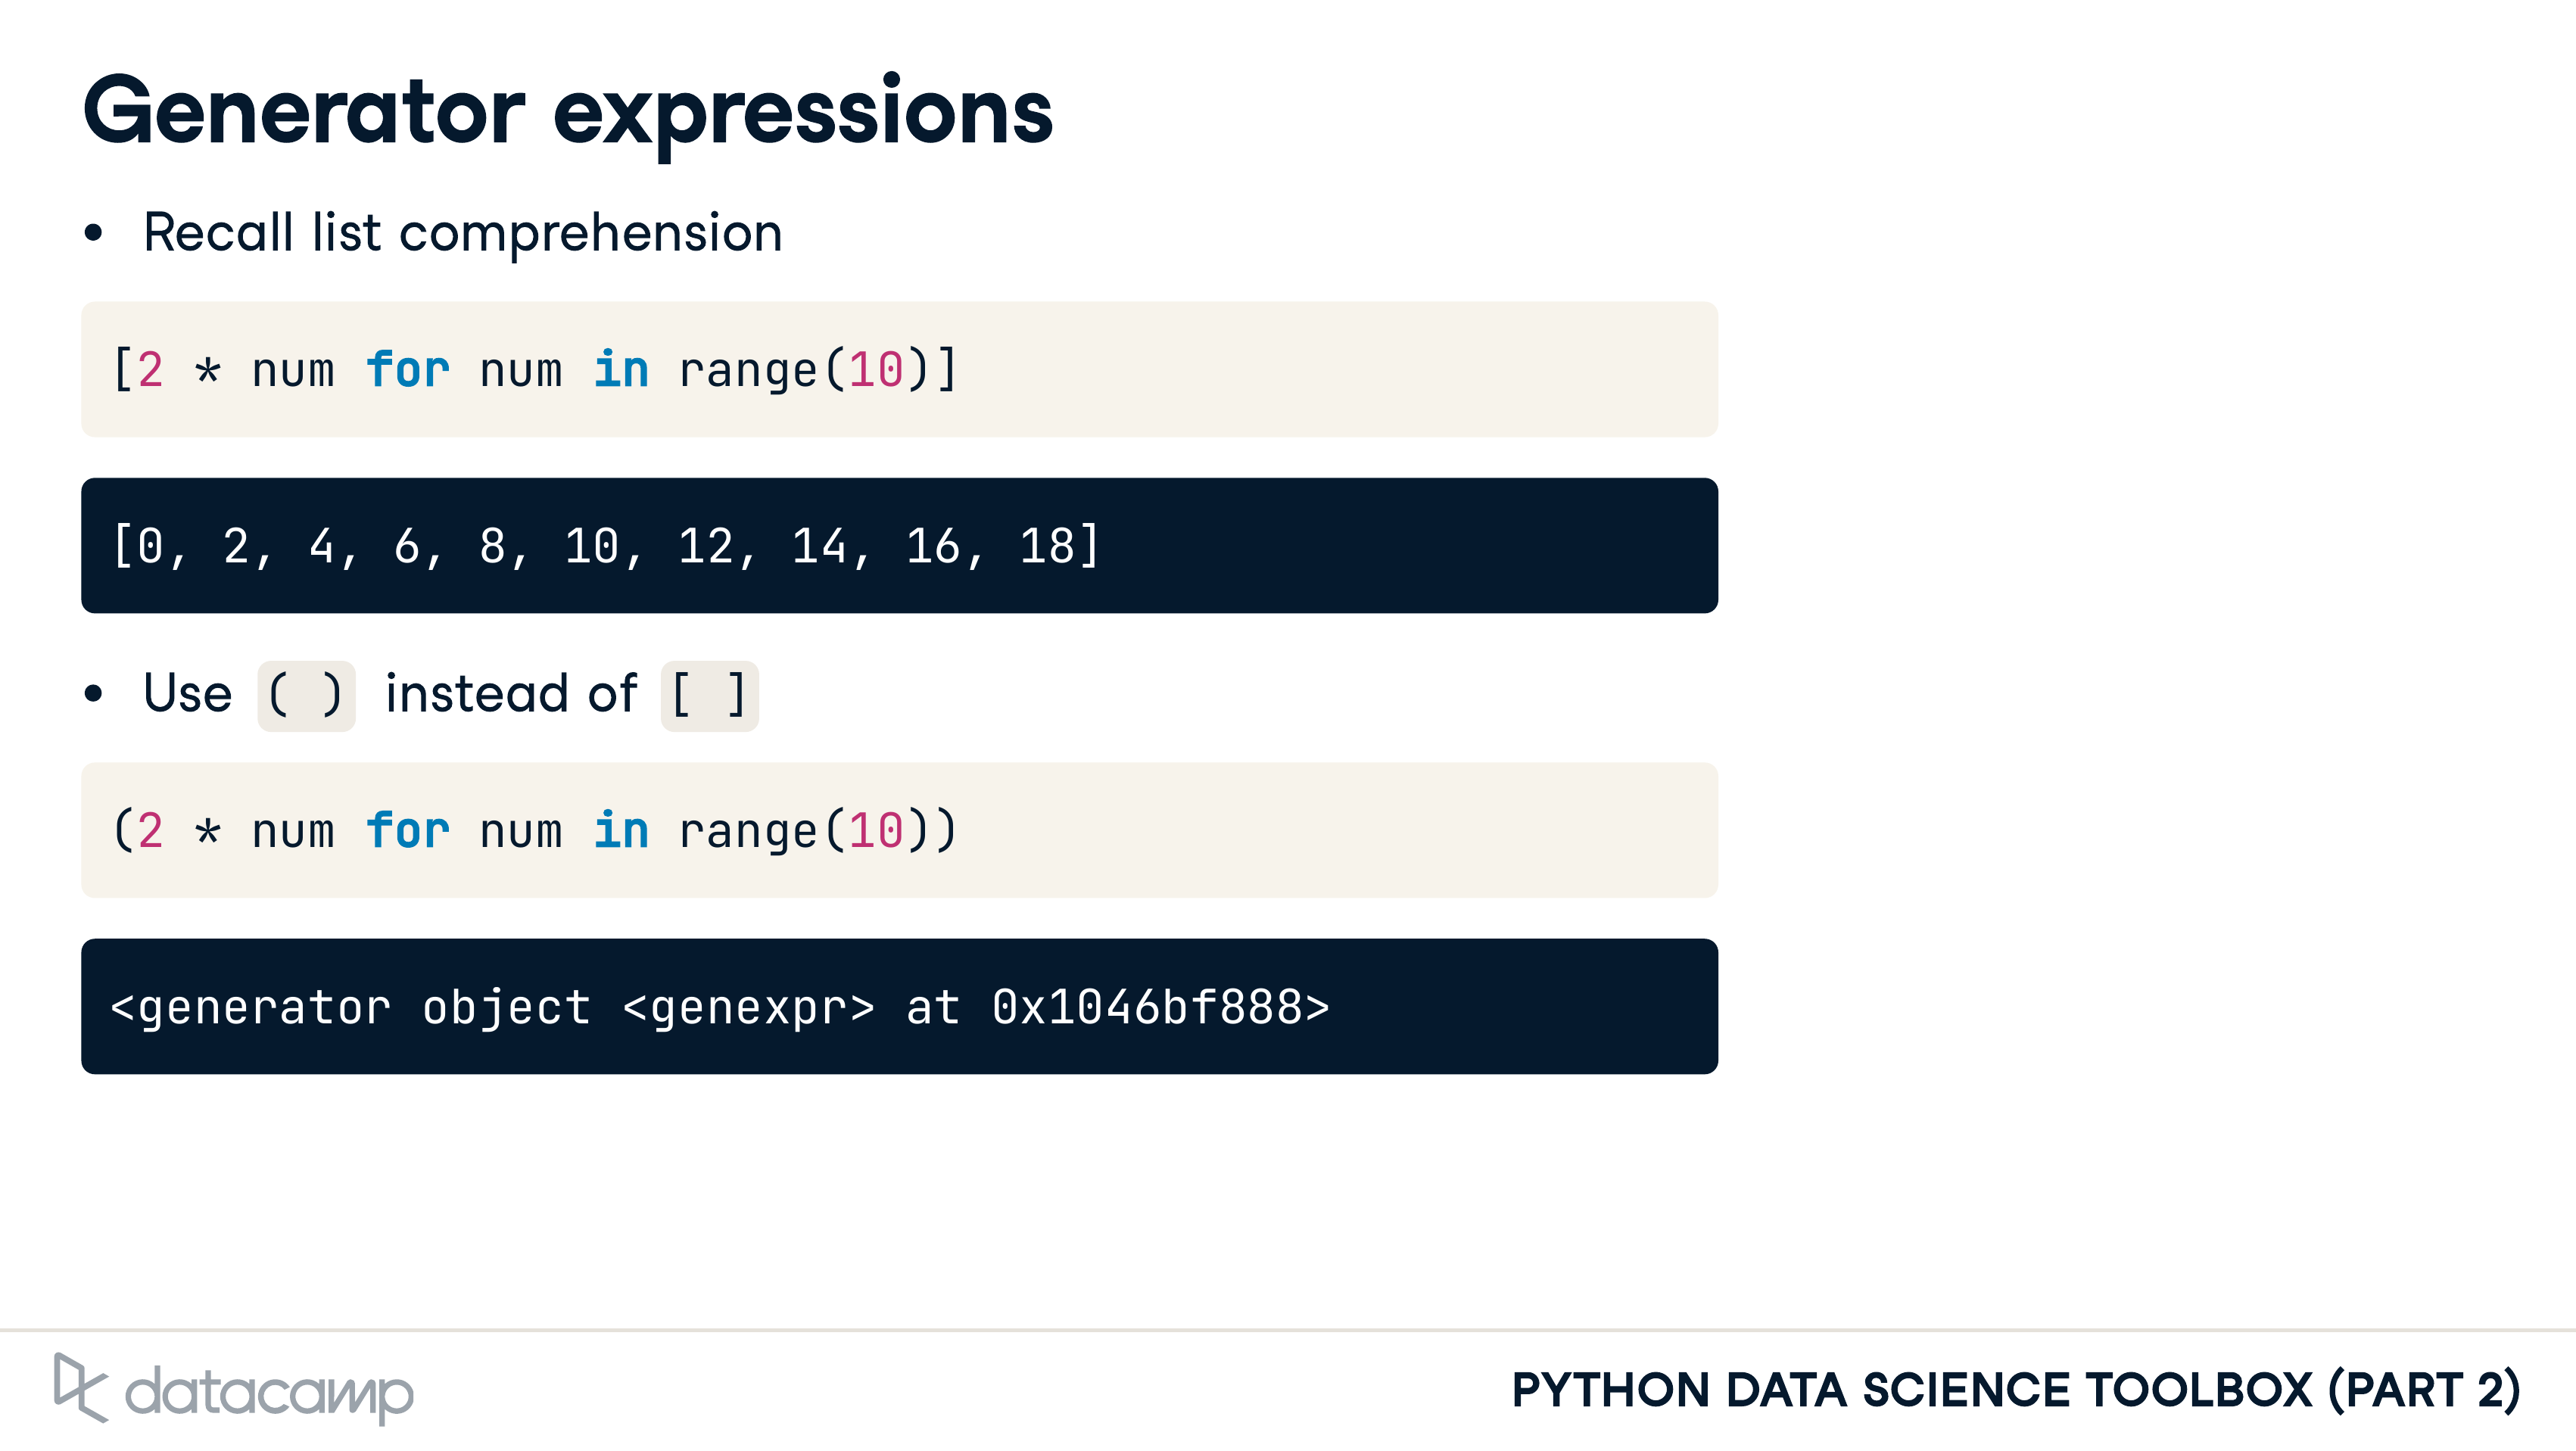 Generator expressions
• Recall list comprehension
[2 * num for num in range(10)]
[0, 2, 4, 6, 8, 10, 12, 14, 16, 18]
• Use ( ) instead of [ ]
(2 * num for num in range(10))
<generator object <genexpr> at 0x1046bf888>
datacamp
PYTHON DATA SCIENCE TOOLBOX (PART 2)